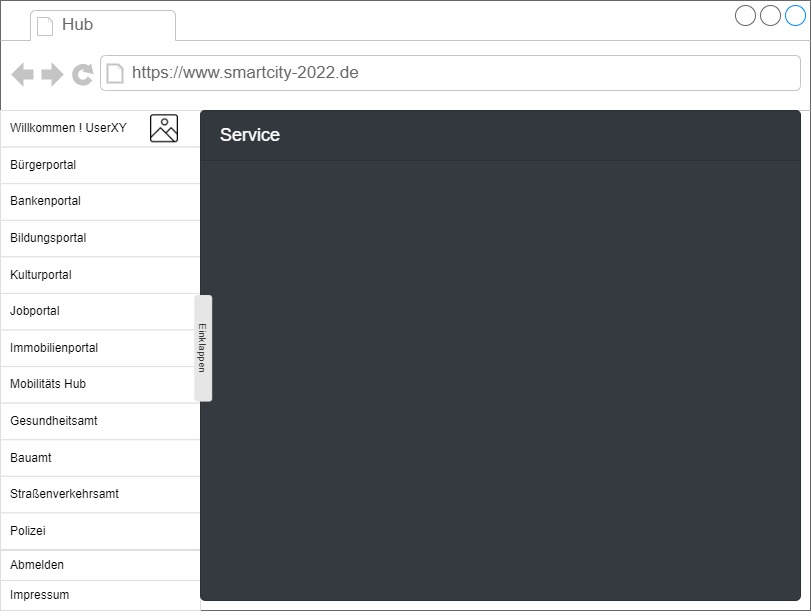 Hub
https://www.smartcity-2022.de
Willkommen ! UserXY
Service
Bürgerportal
Bankenportal
Bildungsportal
Kulturportal
Jobportal
Immobilienportal
Einklappen
Mobilitäts Hub
Gesundheitsamt
Bauamt
Straßenverkehrsamt
Polizei
Abmelden
Impressum